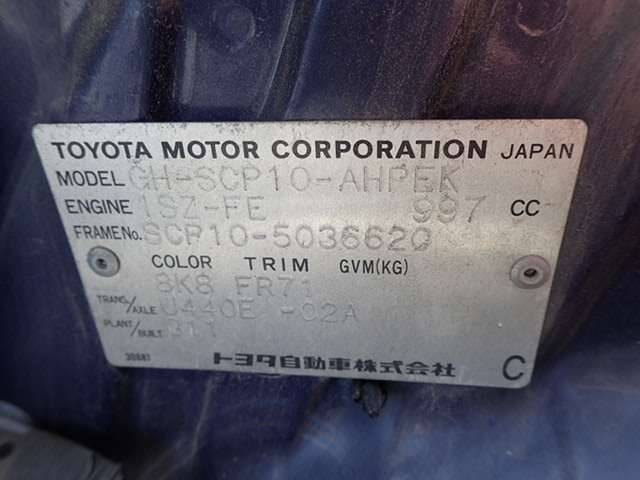 TOYOTA MOTOR CORPORATION JAPAN
MODEL GH-SCP10-AHPEK
ENGINE 1SZ-FE 997 CC
FRAME No. SCP10-5036620
COLOR TRIM GVM(KG)
8K8 FR71
TRANS/AXLE U440E -02A
PLANT/BUILT 311
30887 トヨタ自動車株式会社 C